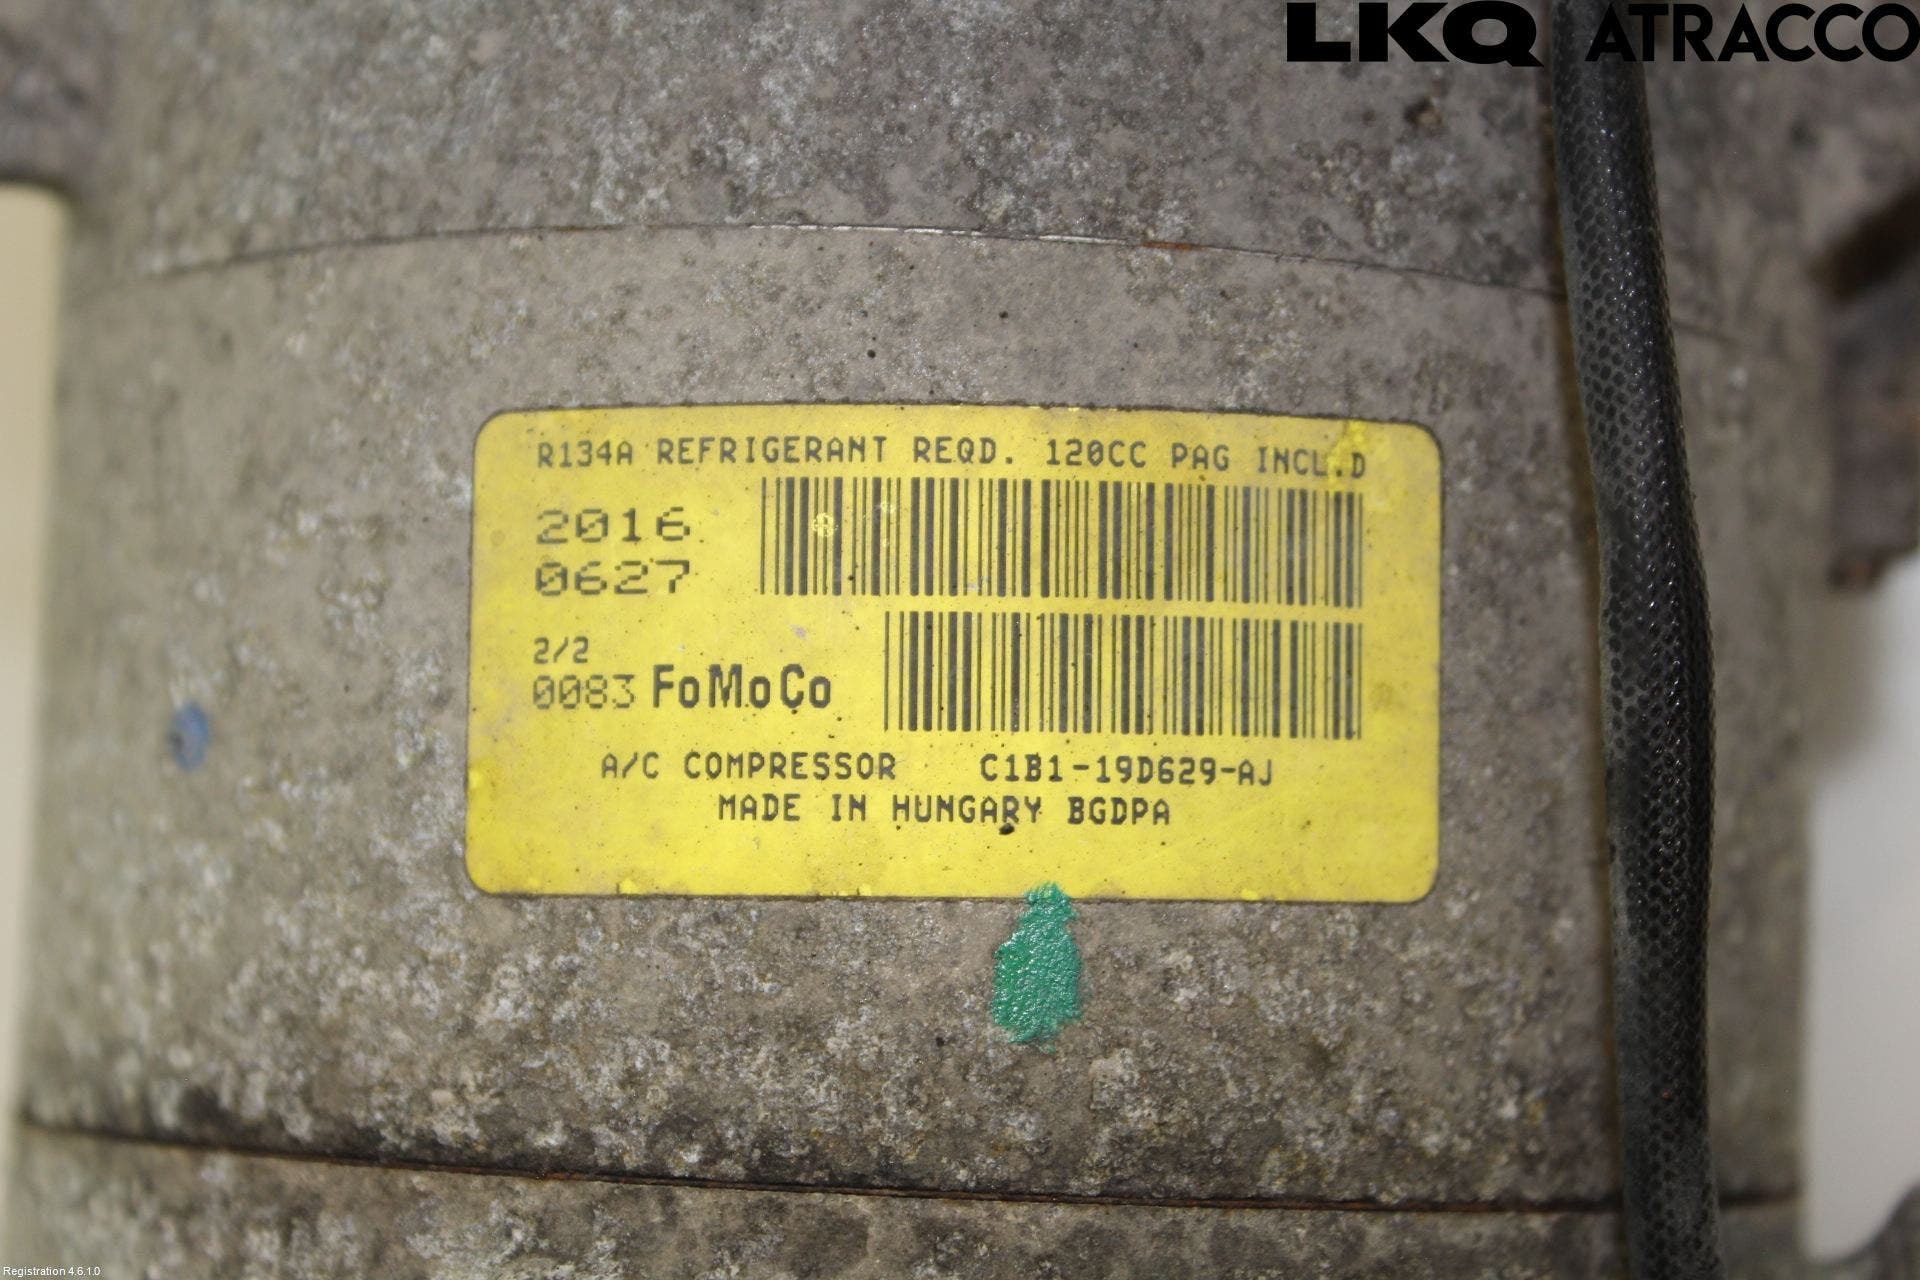 LKQ ATRACCO
R134A REFRIGERANT REQD. 120CC PAG INCL.D
2016
0627
2/2
0083 FoMoCo
A/C COMPRESSOR C1B1-19D629-AJ
MADE IN HUNGARY BGDPA
Registration 4.6.1.0